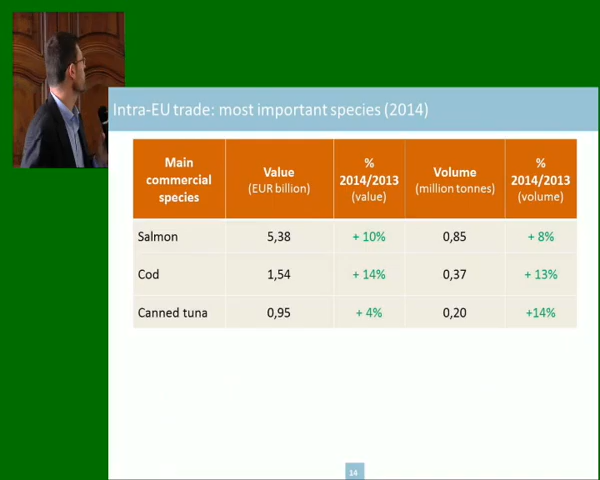 Intra-EU trade: most important species (2014)
Main commercial species
Value (EUR billion)
% 2014/2013 (value)
Volume (million tonnes)
% 2014/2013 (volume)
Salmon 5,38 + 10% 0,85 + 8%
Cod 1,54 + 14% 0,37 + 13%
Canned tuna 0,95 + 4% 0,20 +14%
14